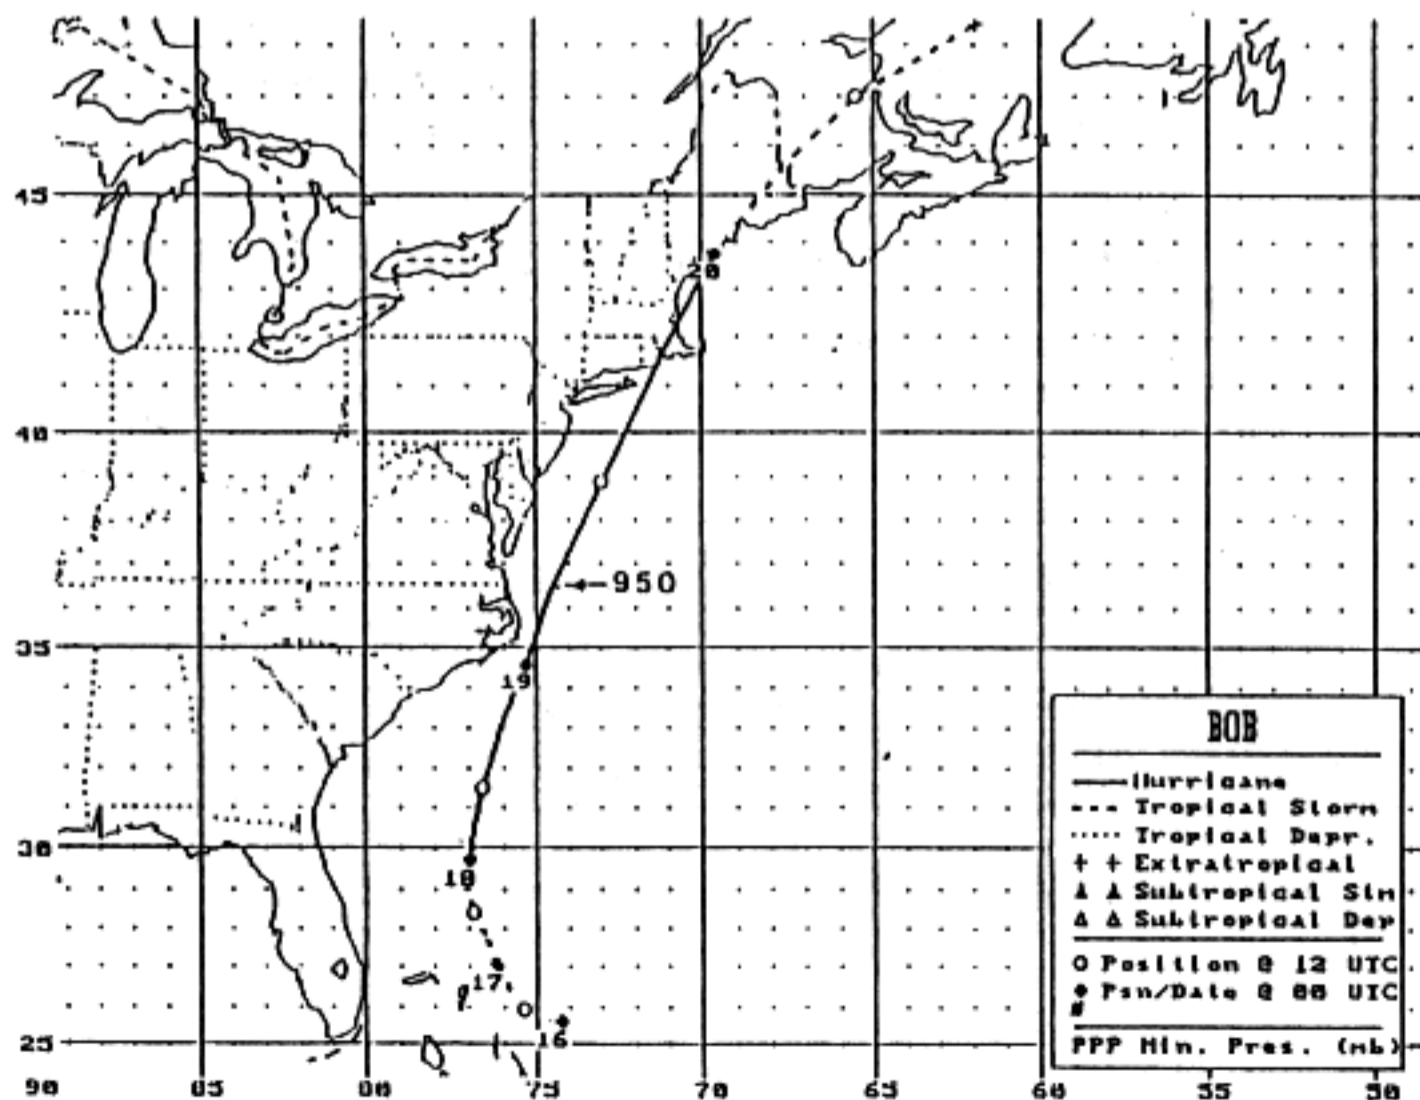 45
20
40
950
35
19
30
18
17
16
25
90 85 80 75 70 65 60 55 50
BOB
Hurricane
Tropical Storm
Tropical Depr.
+ + Extratropical
Subtropical Stm
Subtropical Dep
Position @ 12 UTC
Psn/Date @ 00 UTC
#
PPP Min. Pres. (mb)